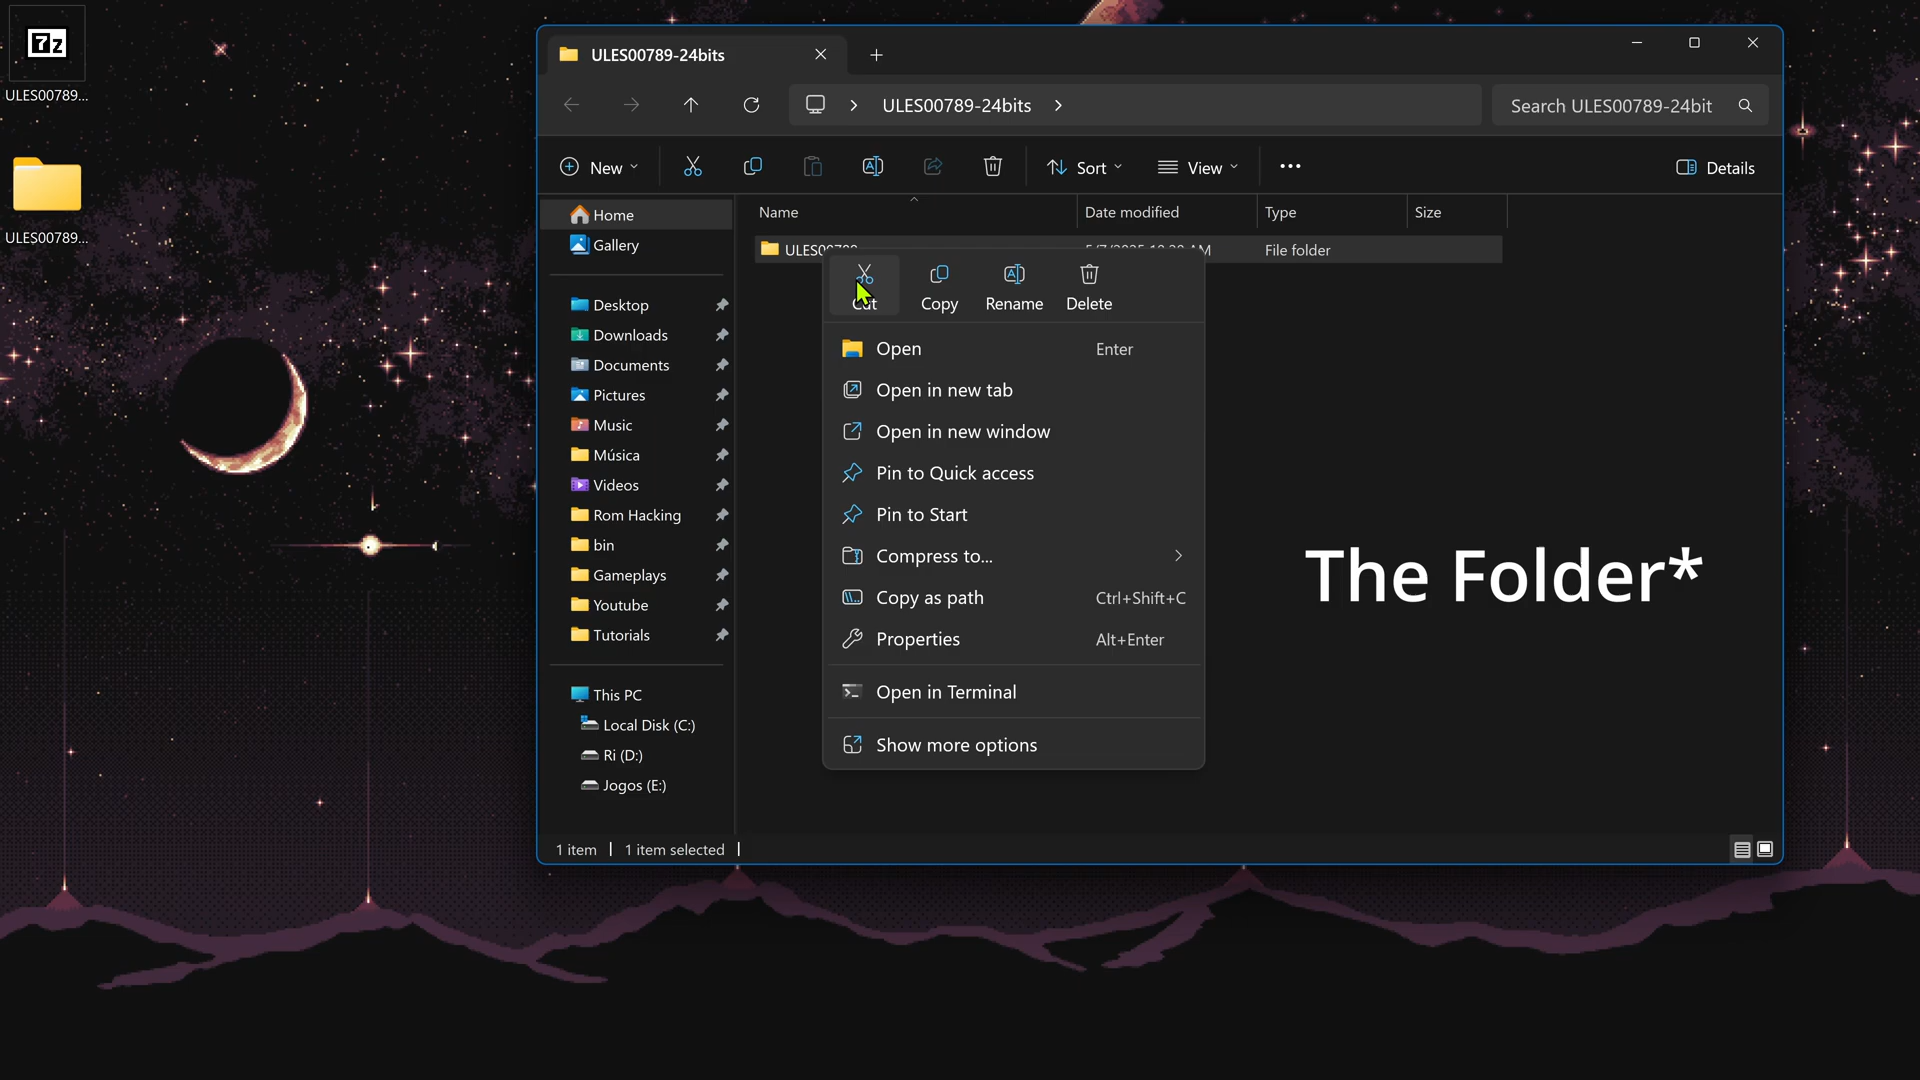 7z
ULES00789...
ULES00789...
ULES00789-24bits
ULES00789-24bits
Search ULES00789-24bit
New
Sort
View
Details
Name
Date modified
Type
Size
Home
Gallery
Desktop
Downloads
Documents
Pictures
Music
Música
Videos
Rom Hacking
bin
Gameplays
Youtube
Tutorials
This PC
Local Disk (C:)
Ri (D:)
Jogos (E:)
File folder
Cut
Copy
Rename
Delete
Open Enter
Open in new tab
Open in new window
Pin to Quick access
Pin to Start
Compress to...
Copy as path Ctrl+Shift+C
Properties Alt+Enter
Open in Terminal
Show more options
The Folder*
1 item
1 item selected